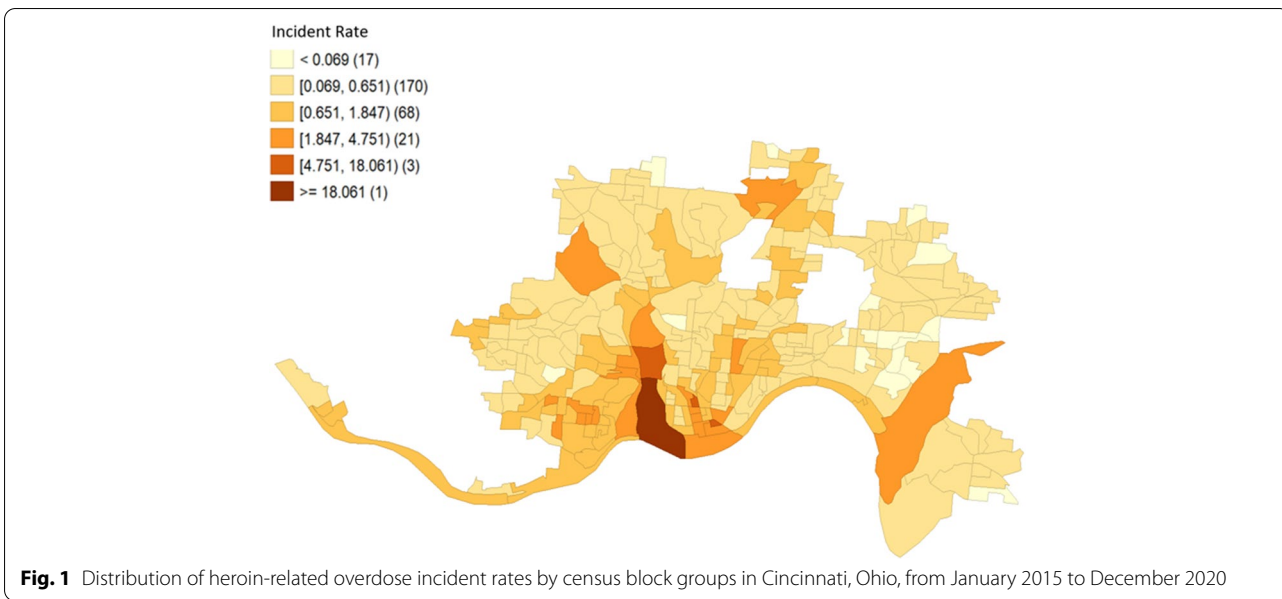 Incident Rate
< 0.069 (17)
[0.069, 0.651) (170)
[0.651, 1.847) (68)
[1.847, 4.751) (21)
[4.751, 18.061) (3)
>= 18.061 (1)
Fig. 1 Distribution of heroin-related overdose incident rates by census block groups in Cincinnati, Ohio, from January 2015 to December 2020